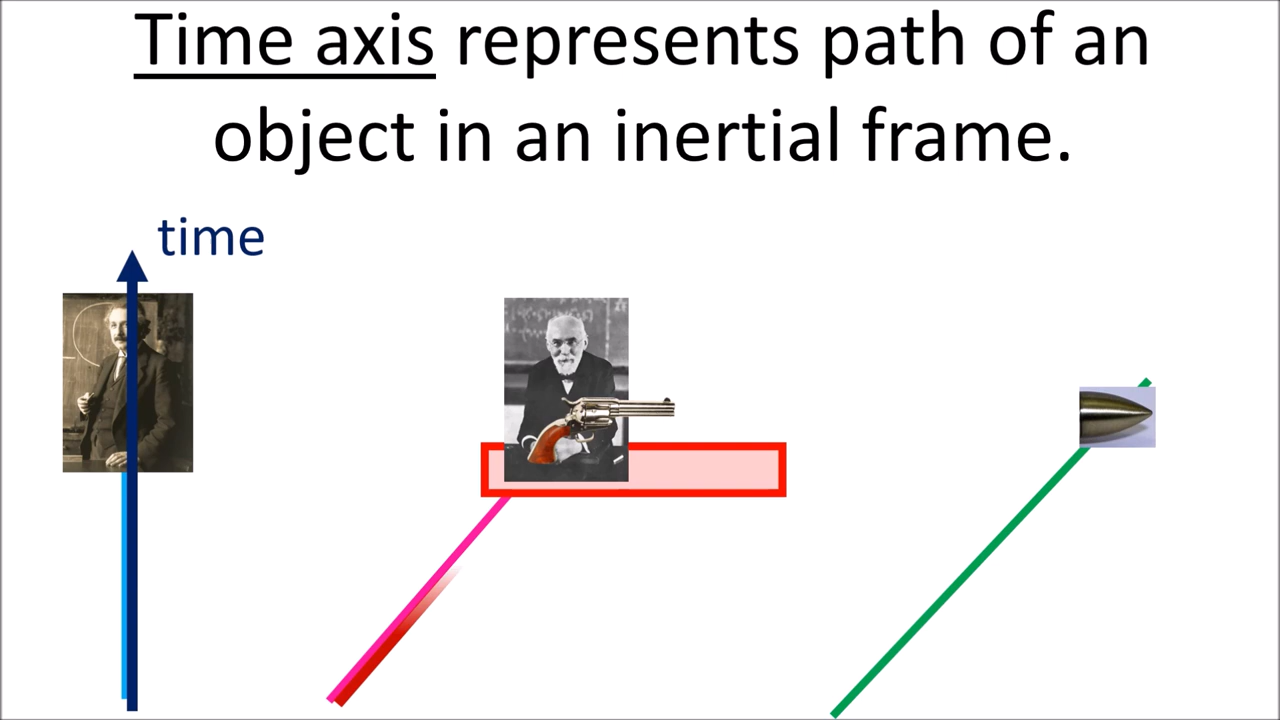 Time axis represents path of an
object in an inertial frame.
time